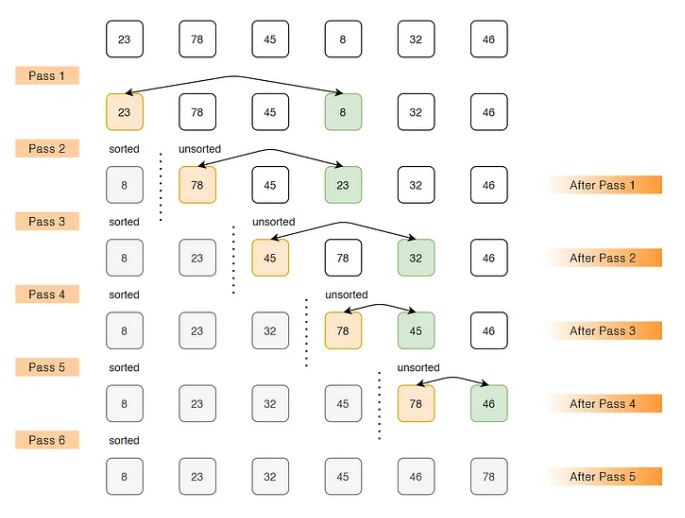 23 78 45 8 32 46
Pass 1
23 78 45 8 32 46
Pass 2 sorted unsorted
8 78 45 23 32 46 After Pass 1
Pass 3 sorted unsorted
8 23 45 78 32 46 After Pass 2
Pass 4 sorted unsorted
8 23 32 78 45 46 After Pass 3
Pass 5 sorted unsorted
8 23 32 45 78 46 After Pass 4
Pass 6 sorted
8 23 32 45 46 78 After Pass 5